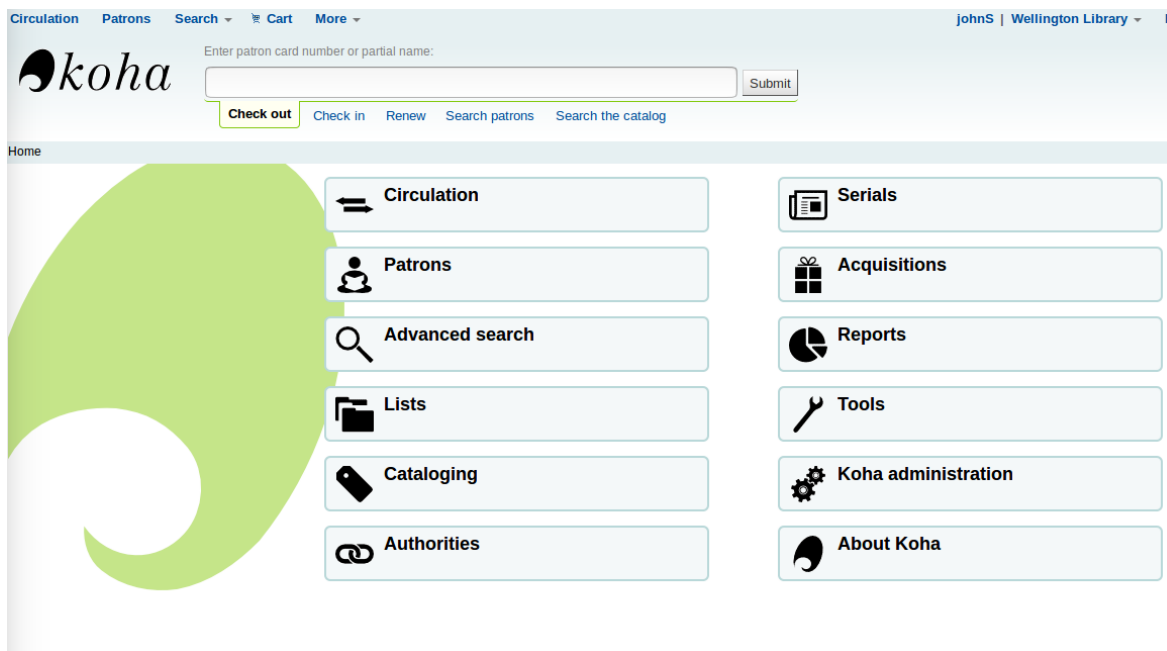 Circulation Patrons Search Cart More johnS | Wellington Library
Enter patron card number or partial name:
koha
Submit
Check out Check in Renew Search patrons Search the catalog
Home
Circulation
Patrons
Advanced search
Lists
Cataloging
Authorities
Serials
Acquisitions
Reports
Tools
Koha administration
About Koha